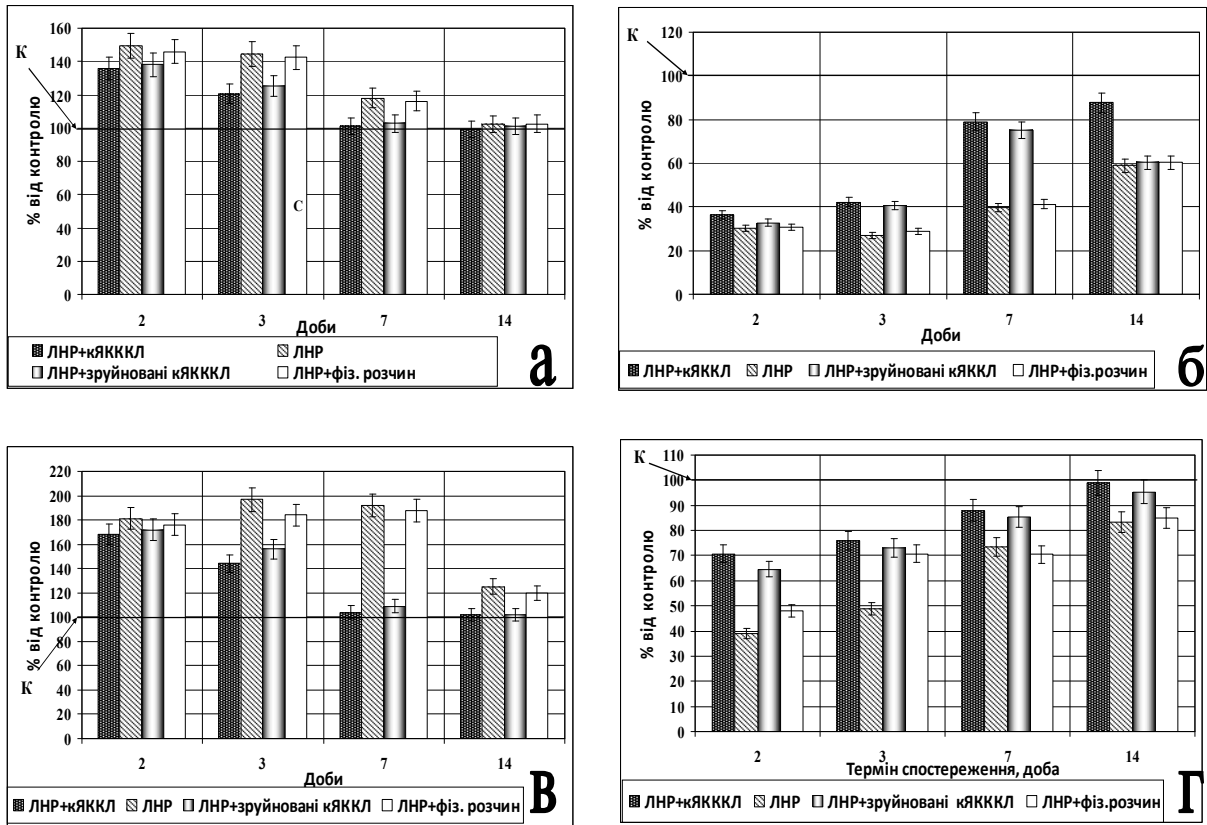 160
140
120
100
80
60
40
20
0
К
% від контролю
С
2 3 7 14
Доби
ЛНР+кЯКККЛ ЛНР
ЛНР+зруйновані кЯКККЛ ЛНР+фіз. розчин
а
120
100
80
60
40
20
0
К
% від контролю
2 3 7 14
Доби
ЛНР+кЯККЛ ЛНР ЛНР+зруйновані кЯККЛ ЛНР+фіз.розчин
б
220
200
180
160
140
120
100
80
60
40
20
0
К
% від контролю
2 3 7 14
Доби
ЛНР+кЯККЛ ЛНР ЛНР+зруйновані кЯККЛ ЛНР+фіз. розчин
В
110
100
90
80
70
60
50
40
30
20
10
0
К
% від контролю
2 3 7 14
Термін спостереження, доба
ЛНР+кЯКККЛ ЛНР ЛНР+зруйновані кЯКККЛ ЛНР+фіз.розчин
Г